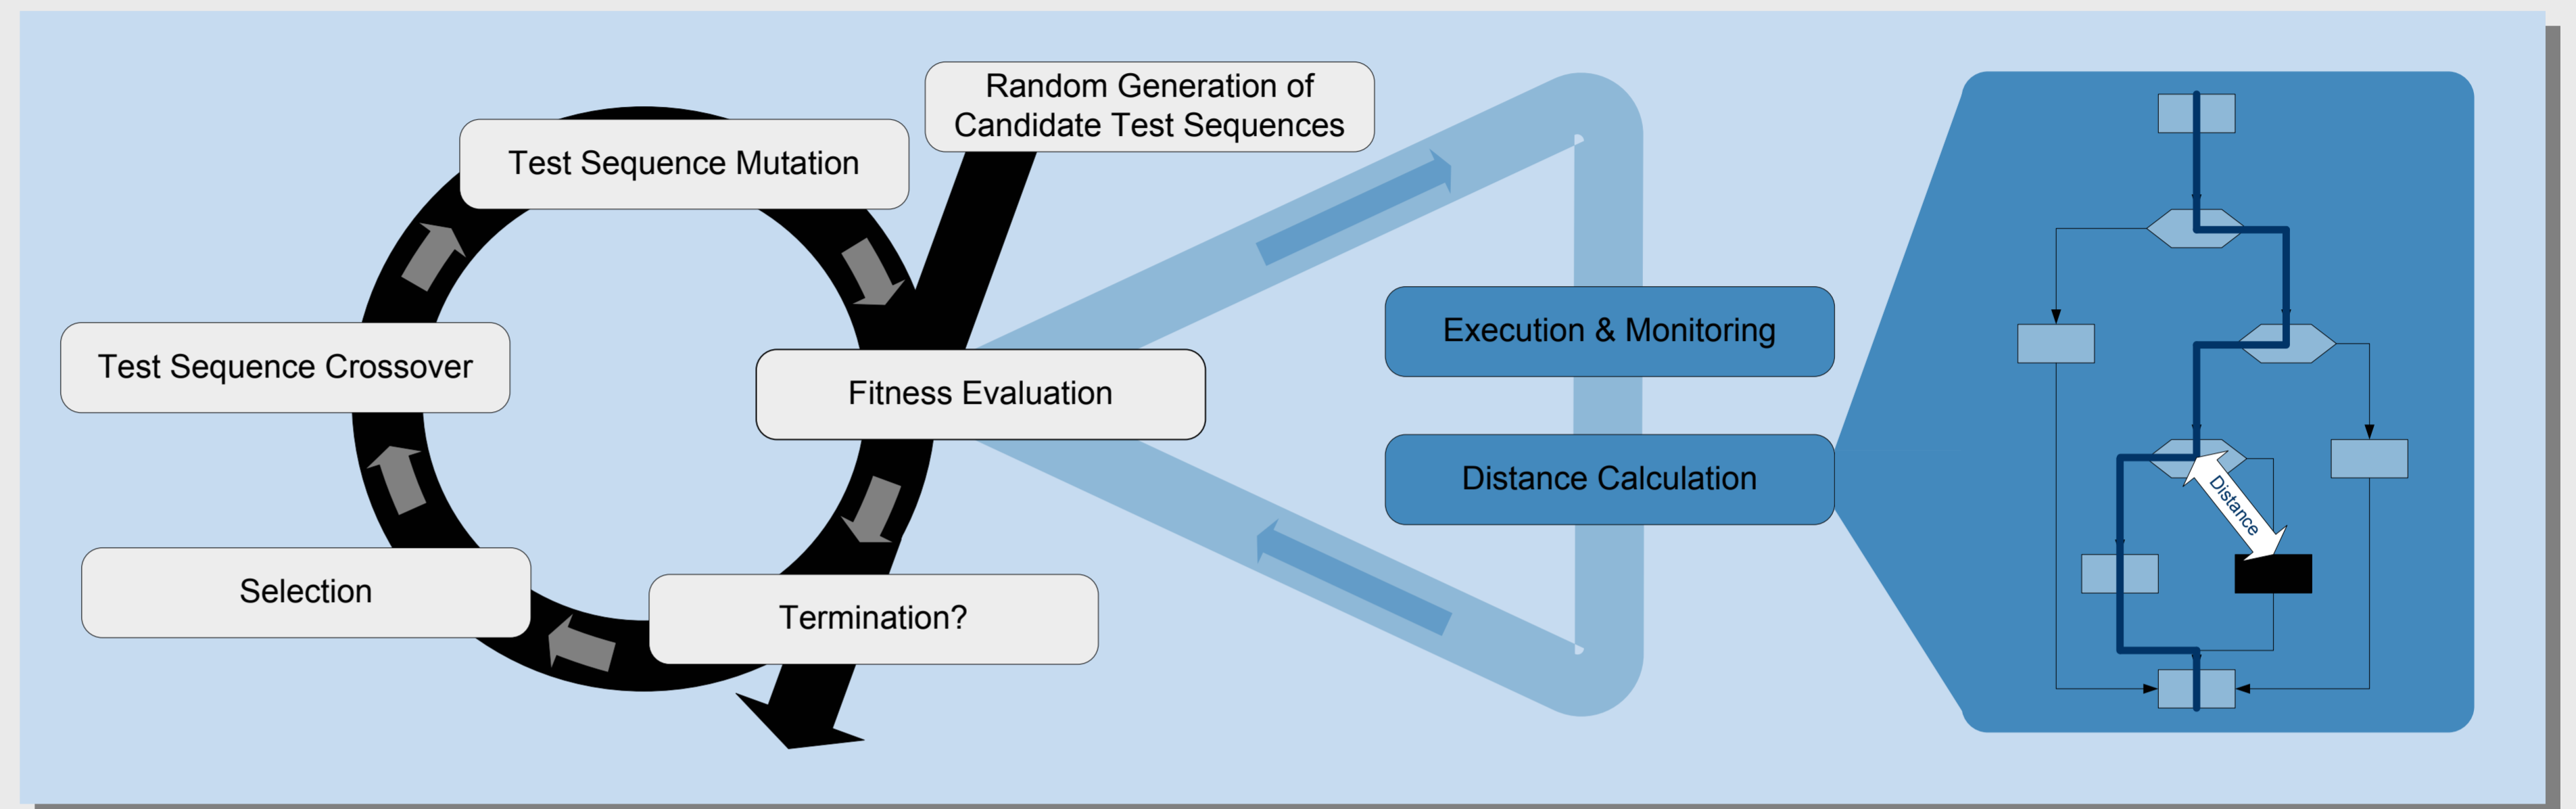 Random Generation of
Candidate Test Sequences
Test Sequence Mutation
Test Sequence Crossover
Fitness Evaluation
Selection
Termination?
Execution & Monitoring
Distance Calculation
Distance